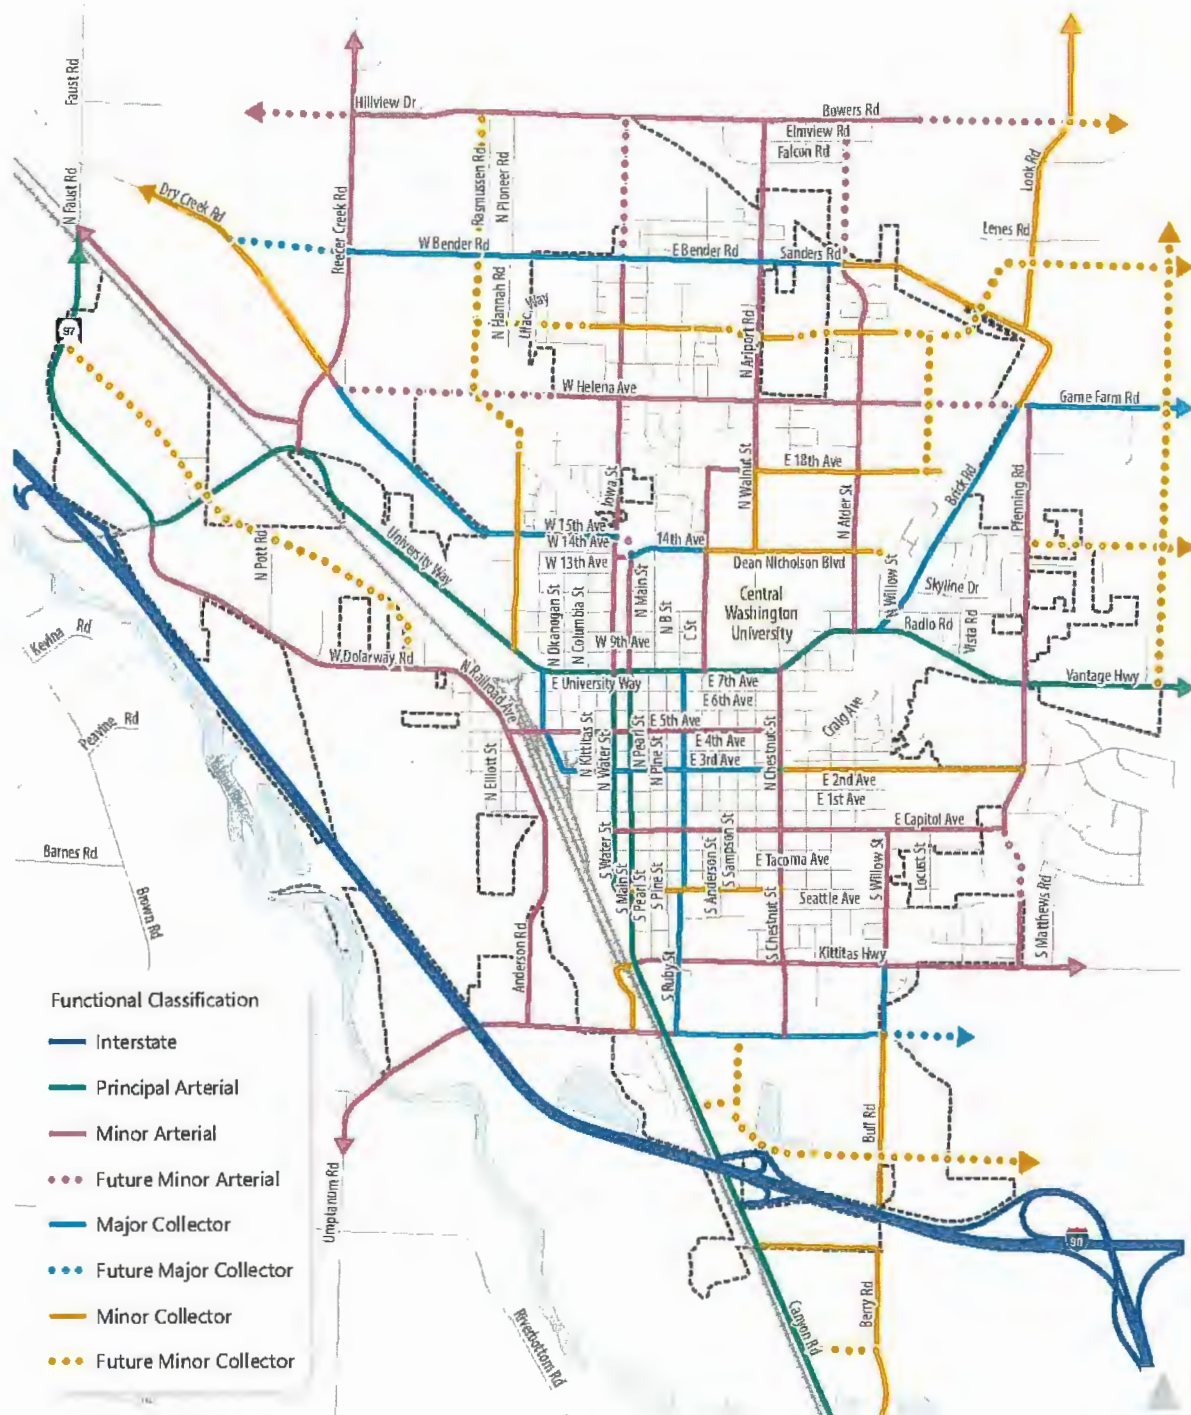 Faust Rd
N Faust Rd
97
Dry Creek Rd
Reecer Creek Rd
Hillview Dr
Rasmussen Rd
N Pioneer Rd
Bowers Rd
Elmview Rd
Falcon Rd
Look Rd
Lenes Rd
W Bender Rd
E Bender Rd
Sanders Rd
N Hannah Rd
Lilac Way
N Ariport Rd
W Helena Ave
Game Farm Rd
E 18th Ave
N Walnut St
N Alder St
Brick Rd
Pfenning Rd
Iowa St
W 15th Ave
W 14th Ave
W 13th Ave
14th Ave
Dean Nicholson Blvd
University Way
N Pott Rd
N Okanogan St
N Columbia St
N Main St
N B St
C St
Central
Washington
University
N Willow St
Skyline Dr
Radio Rd
Vista Rd
W 9th Ave
Kevina Rd
W Dolarway Rd
N Railroad Ave
E University Way
E 7th Ave
E 6th Ave
Vantage Hwy
Peavine Rd
N Elliott St
N Kittitas St
N Water St
N Pearl St
N Pine St
E 5th Ave
E 4th Ave
E 3rd Ave
N Chestnut St
Craig Ave
E 2nd Ave
E 1st Ave
E Capitol Ave
Barnes Rd
Brown Rd
S Water St
S Main St
S Pearl St
S Pine St
S Anderson St
S Sampson St
E Tacoma Ave
S Chestnut St
Seattle Ave
S Willow St
Locust St
S Matthews Rd
Anderson Rd
S Ruby St
Kittitas Hwy
Umptanum Rd
Riverbottom Rd
Bull Rd
90
Berry Rd
Canyon Rd
Functional Classification
Interstate
Principal Arterial
Minor Arterial
Future Minor Arterial
Major Collector
Future Major Collector
Minor Collector
Future Minor Collector